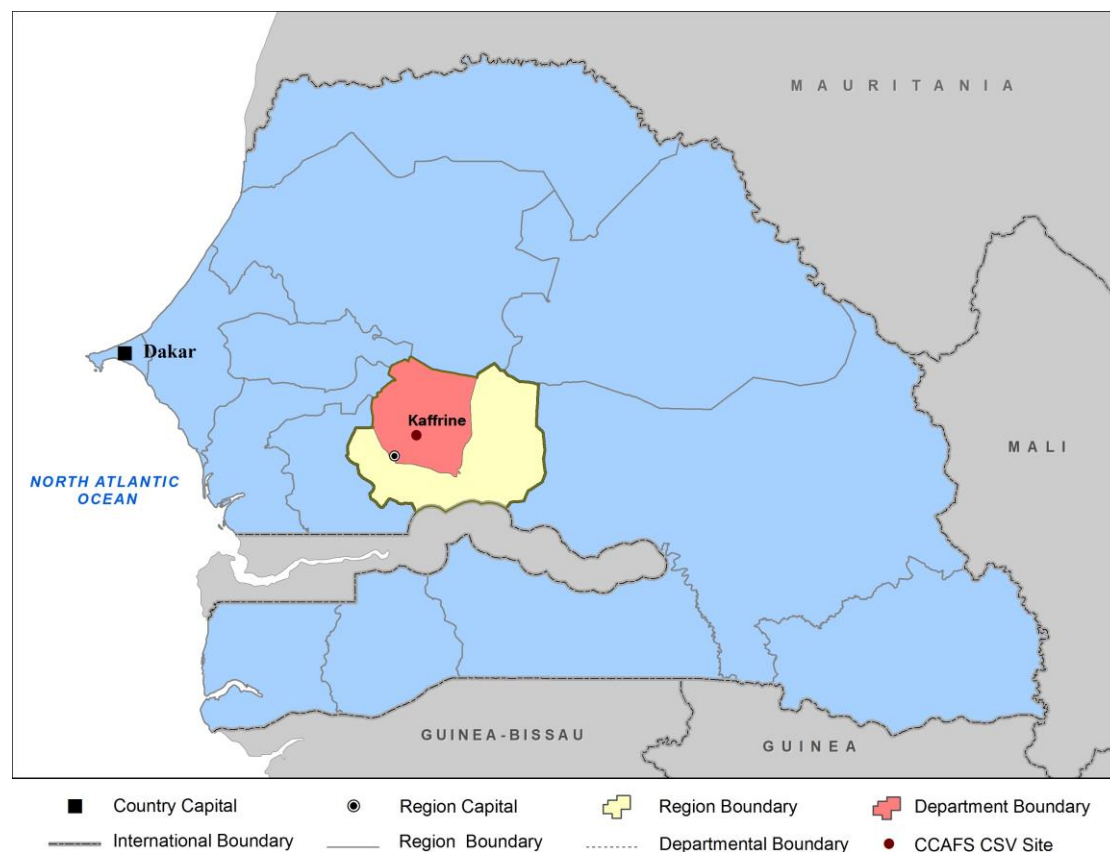 MAURITANIA
Dakar
Kaffrine
MALI
NORTH ATLANTIC
OCEAN
GUINEA-BISSAU
GUINEA
Country Capital
Region Capital
Region Boundary
Department Boundary
International Boundary
Region Boundary
Departmental Boundary
CCAFS CSV Site